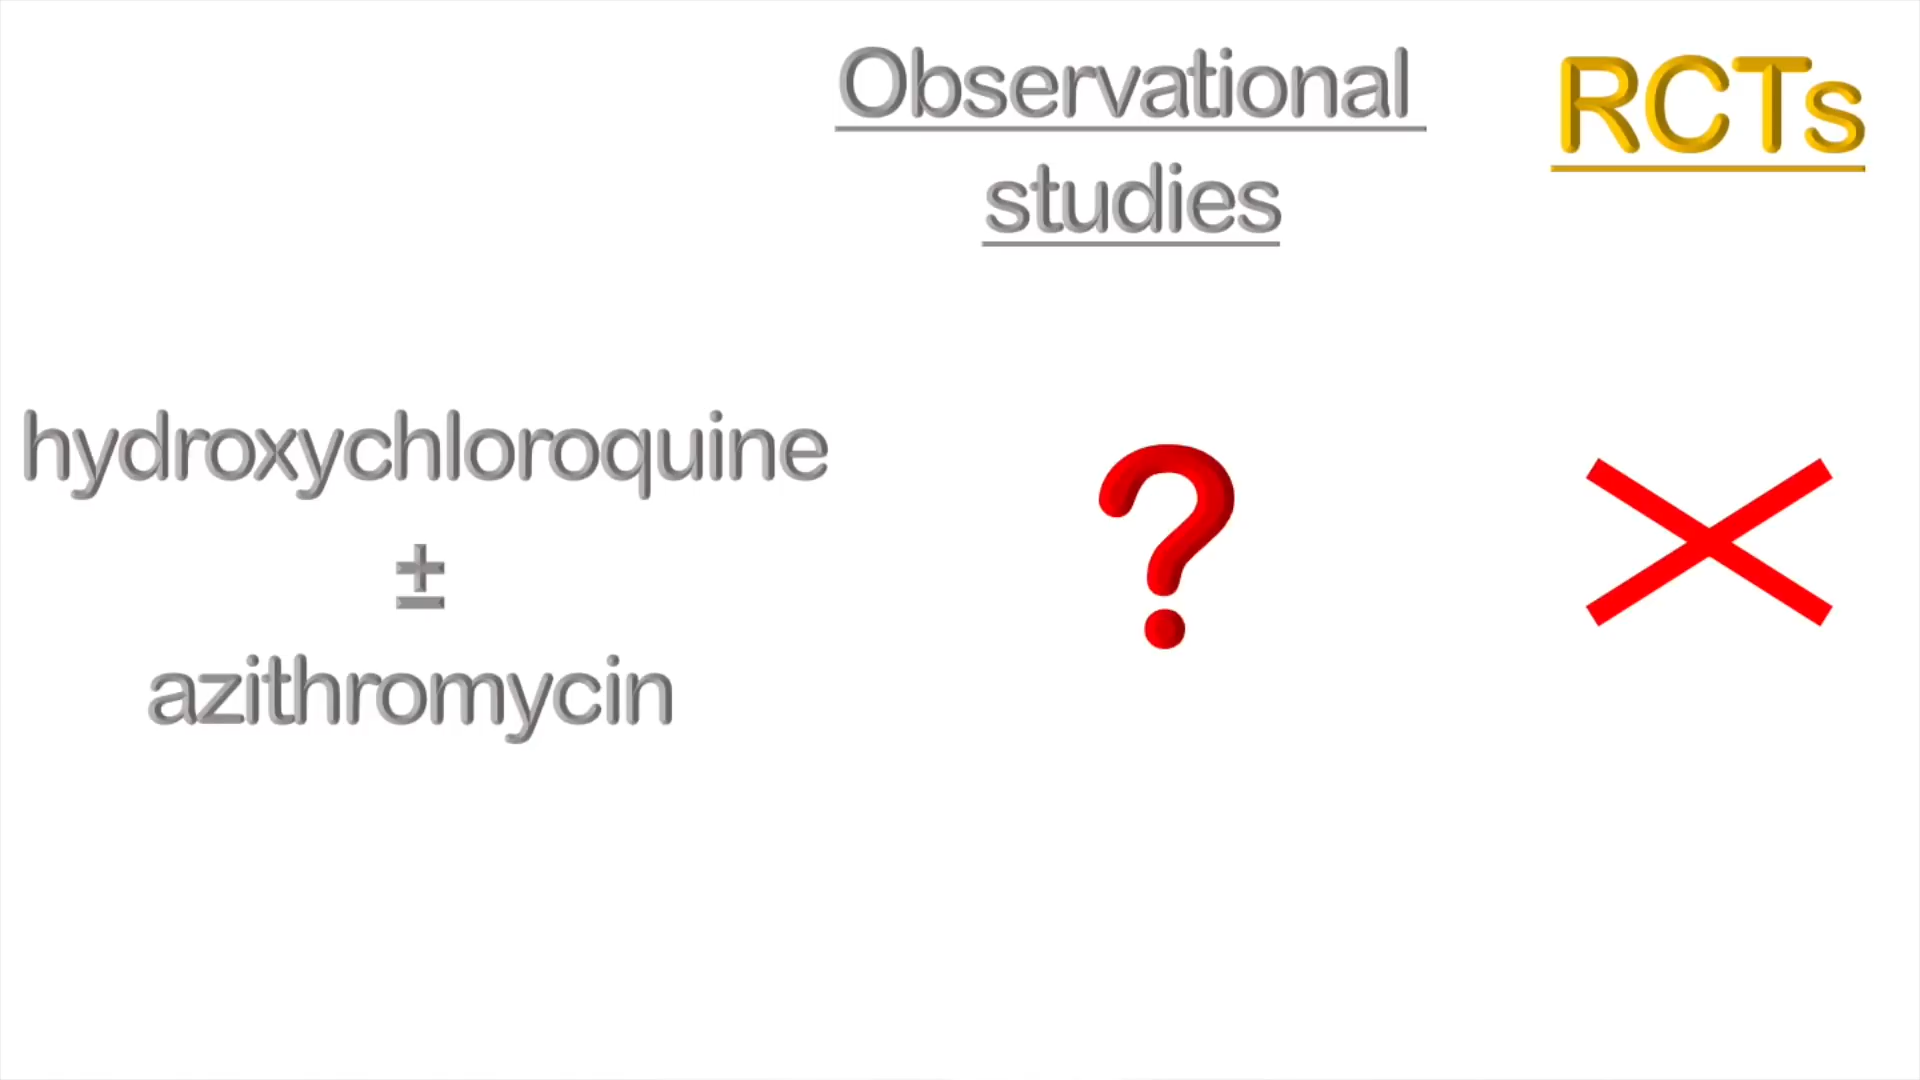 Observational
studies
RCTs
hydroxychloroquine
±
azithromycin
?